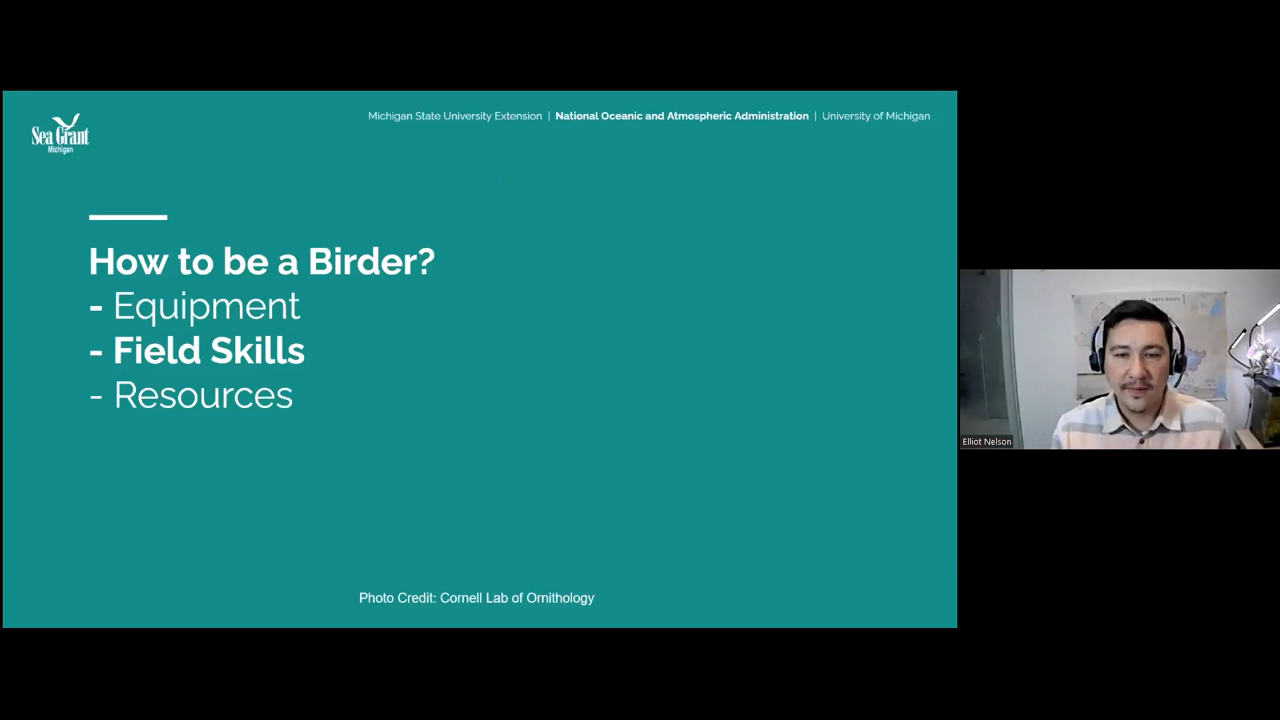 Sea Grant
Michigan
Michigan State University Extension | National Oceanic and Atmospheric Administration | University of Michigan
How to be a Birder?
- Equipment
- Field Skills
- Resources
Photo Credit: Cornell Lab of Ornithology
Elliot Nelson